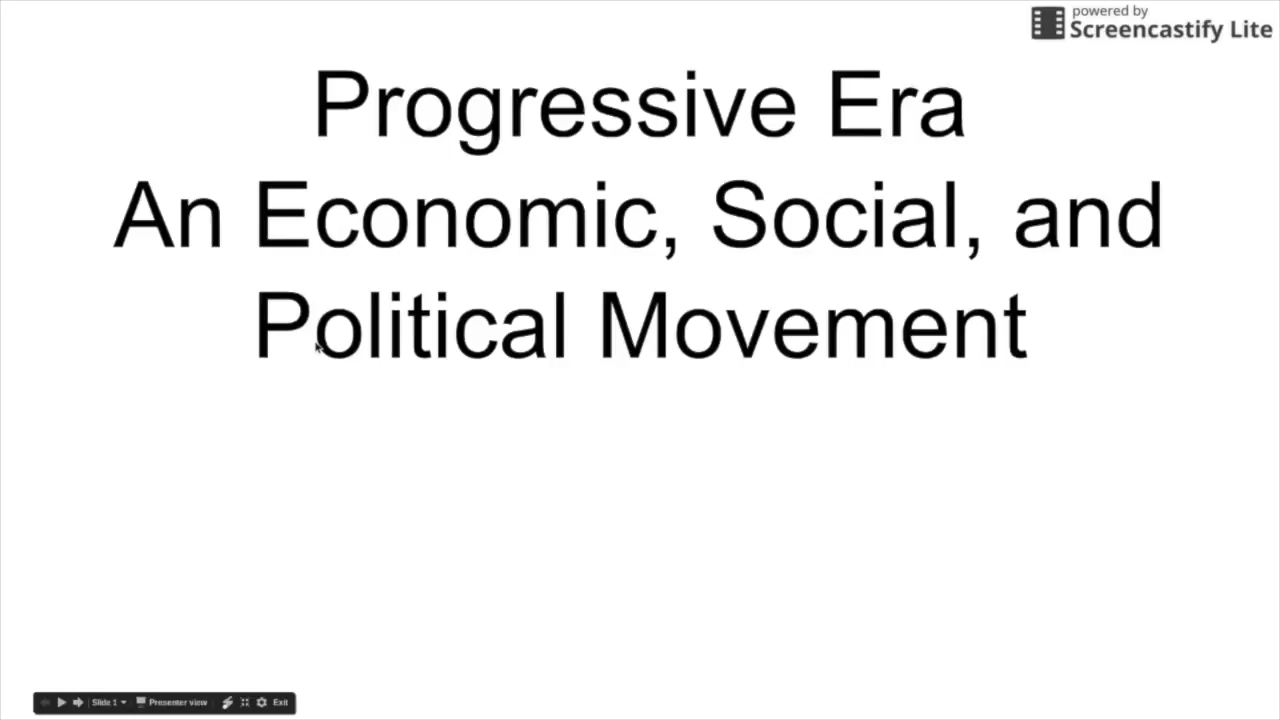 powered by
Screencastify Lite
Progressive Era
An Economic, Social, and
Political Movement
Slide 1 Presenter view Exit